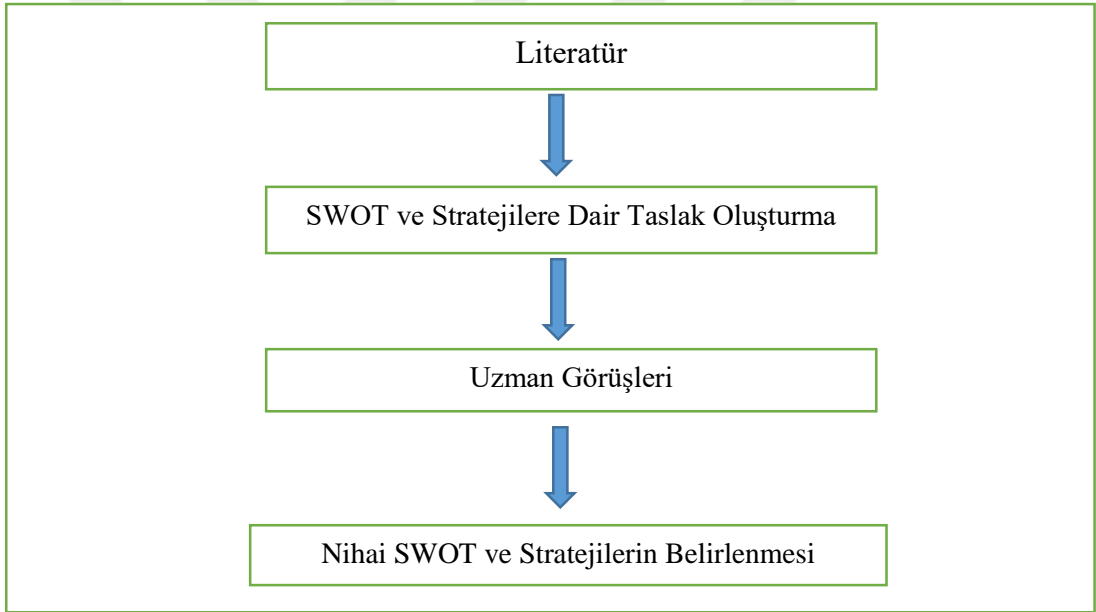 Literatür
SWOT ve Stratejilere Dair Taslak Oluşturma
Uzman Görüşleri
Nihai SWOT ve Stratejilerin Belirlenmesi